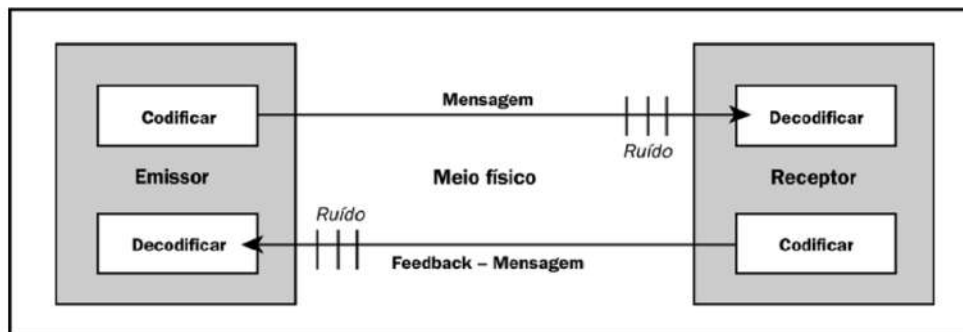 Mensagem
Codificar
Decodificar
Ruído
Emissor
Meio físico
Receptor
Ruído
Decodificar
Codificar
Feedback – Mensagem